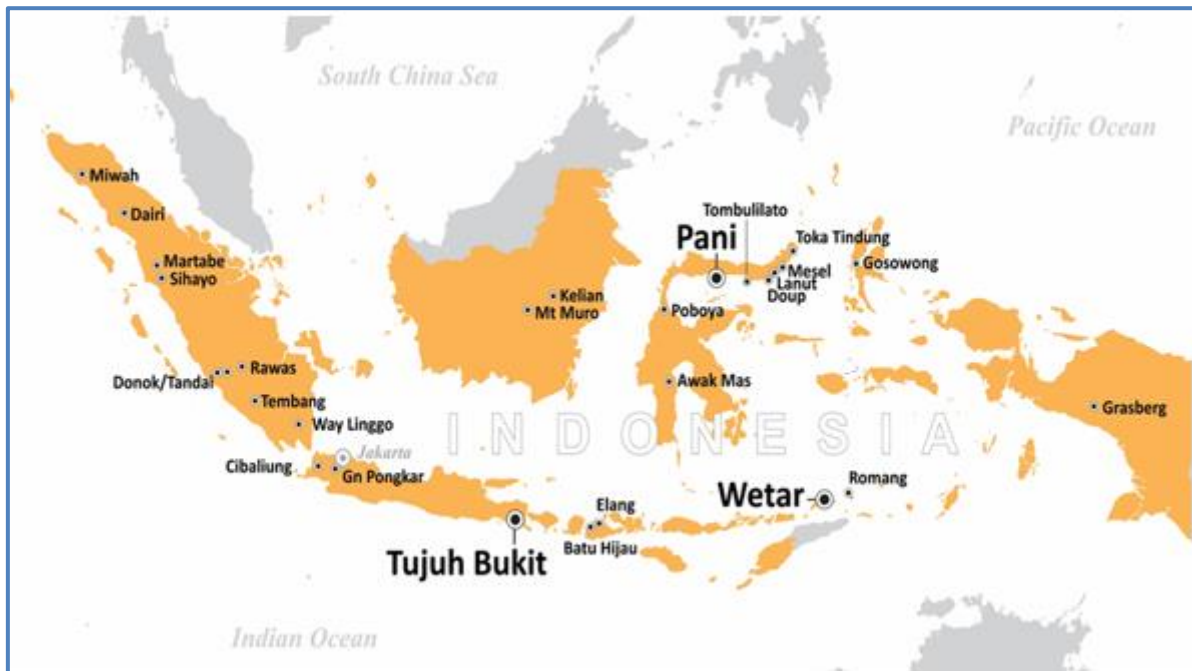 South China Sea
Pacific Ocean
Miwah
Dairi
Martabe
Sihayo
Tombulilato
Pani
Toka Tindung
Mesel
Gosowong
Lanut
Doup
Kelian
Mt Muro
Poboya
Rawas
Donok/Tandai
Awak Mas
Tembang
Grasberg
Way Linggo
INDONESIA
Jakarta
Cibaliung
Gn Pongkar
Romang
Wetar
Elang
Batu Hijau
Tujuh Bukit
Indian Ocean